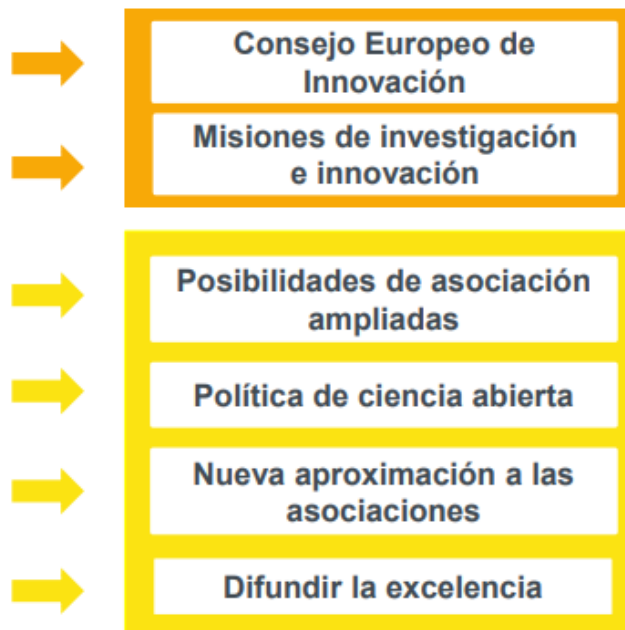 Consejo Europeo de
Innovación
Misiones de investigación
e innovación
Posibilidades de asociación
ampliadas
Política de ciencia abierta
Nueva aproximación a las
asociaciones
Difundir la excelencia